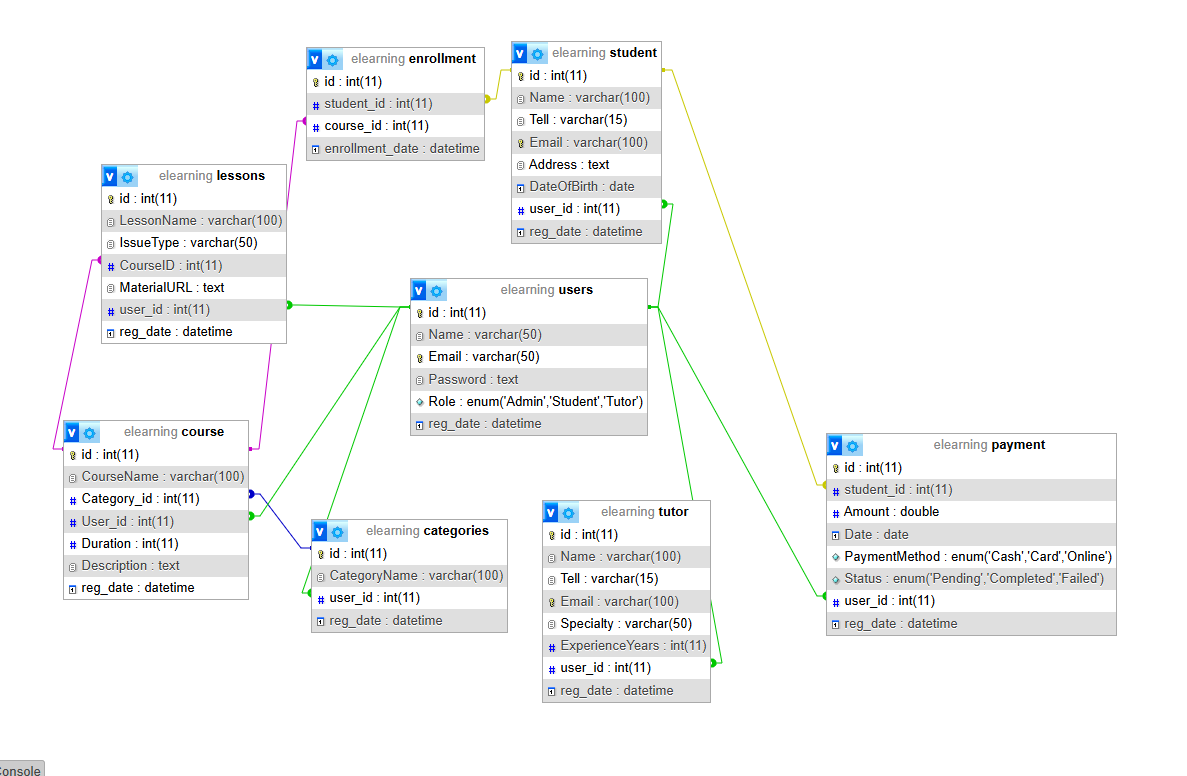 elearning enrollment
id : int(11)
student_id : int(11)
course_id : int(11)
enrollment_date : datetime
elearning student
id : int(11)
Name : varchar(100)
Tell : varchar(15)
Email : varchar(100)
Address : text
DateOfBirth : date
user_id : int(11)
reg_date : datetime
elearning lessons
id : int(11)
LessonName : varchar(100)
IssueType : varchar(50)
CourseID : int(11)
MaterialURL : text
user_id : int(11)
reg_date : datetime
elearning users
id : int(11)
Name : varchar(50)
Email : varchar(50)
Password : text
Role : enum('Admin','Student','Tutor')
reg_date : datetime
elearning course
id : int(11)
CourseName : varchar(100)
Category_id : int(11)
User_id : int(11)
Duration : int(11)
Description : text
reg_date : datetime
elearning categories
id : int(11)
CategoryName : varchar(100)
user_id : int(11)
reg_date : datetime
elearning tutor
id : int(11)
Name : varchar(100)
Tell : varchar(15)
Email : varchar(100)
Specialty : varchar(50)
ExperienceYears : int(11)
user_id : int(11)
reg_date : datetime
elearning payment
id : int(11)
student_id : int(11)
Amount : double
Date : date
PaymentMethod : enum('Cash','Card','Online')
Status : enum('Pending','Completed','Failed')
user_id : int(11)
reg_date : datetime
Console